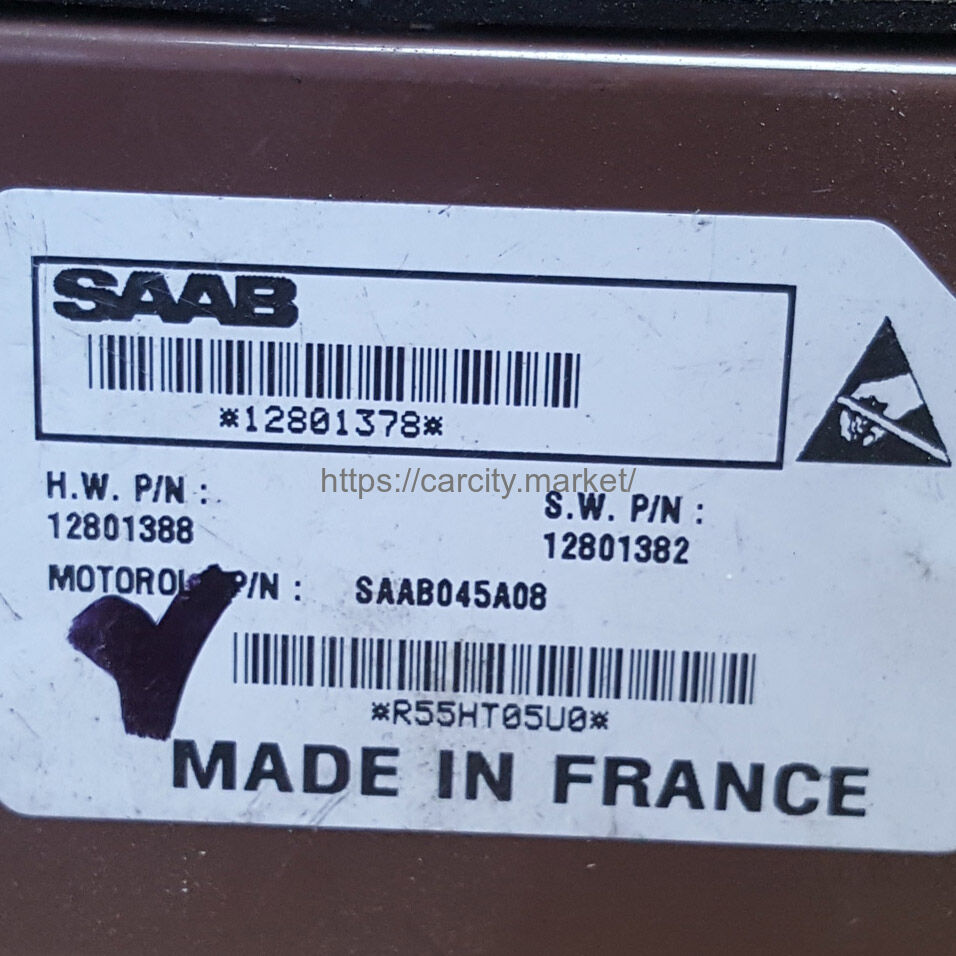 SAAB
*12801378*
https://carcity.market/
H.W. P/N :
12801388
S.W. P/N :
12801382
P/N : SAAB045A08
*R55HT05U0*
MADE IN FRANCE